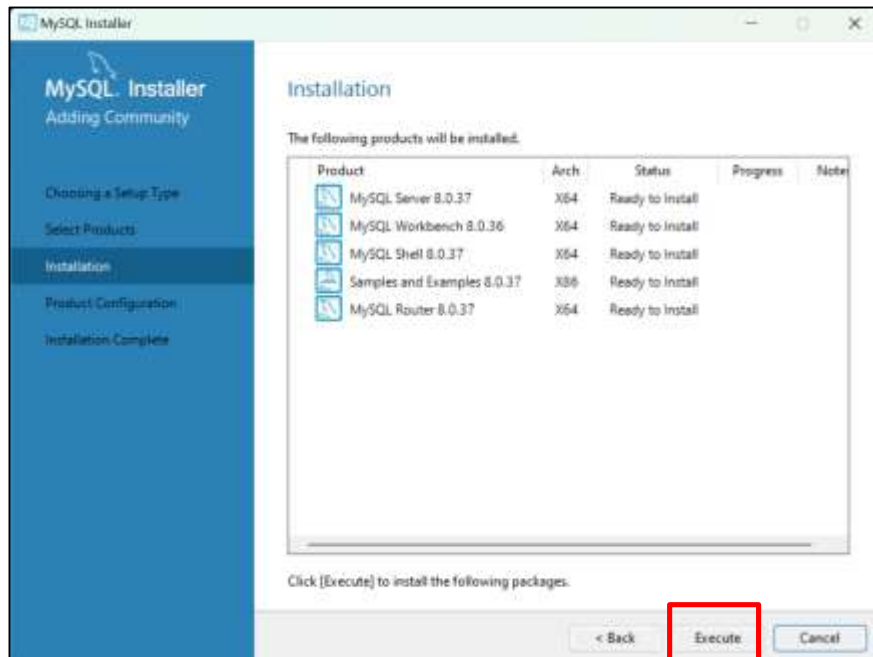 MySQL Installer
MySQL. Installer
Adding Community
Choosing a Setup Type
Select Products
Installation
Product Configuration
Installation Complete
Installation
The following products will be installed.
Product Arch Status Progress Notes
MySQL Server 8.0.37 X64 Ready to Install
MySQL Workbench 8.0.36 X64 Ready to Install
MySQL Shell 8.0.37 X64 Ready to Install
Samples and Examples 8.0.37 X86 Ready to Install
MySQL Router 8.0.37 X64 Ready to Install
Click [Execute] to install the following packages.
< Back Execute Cancel